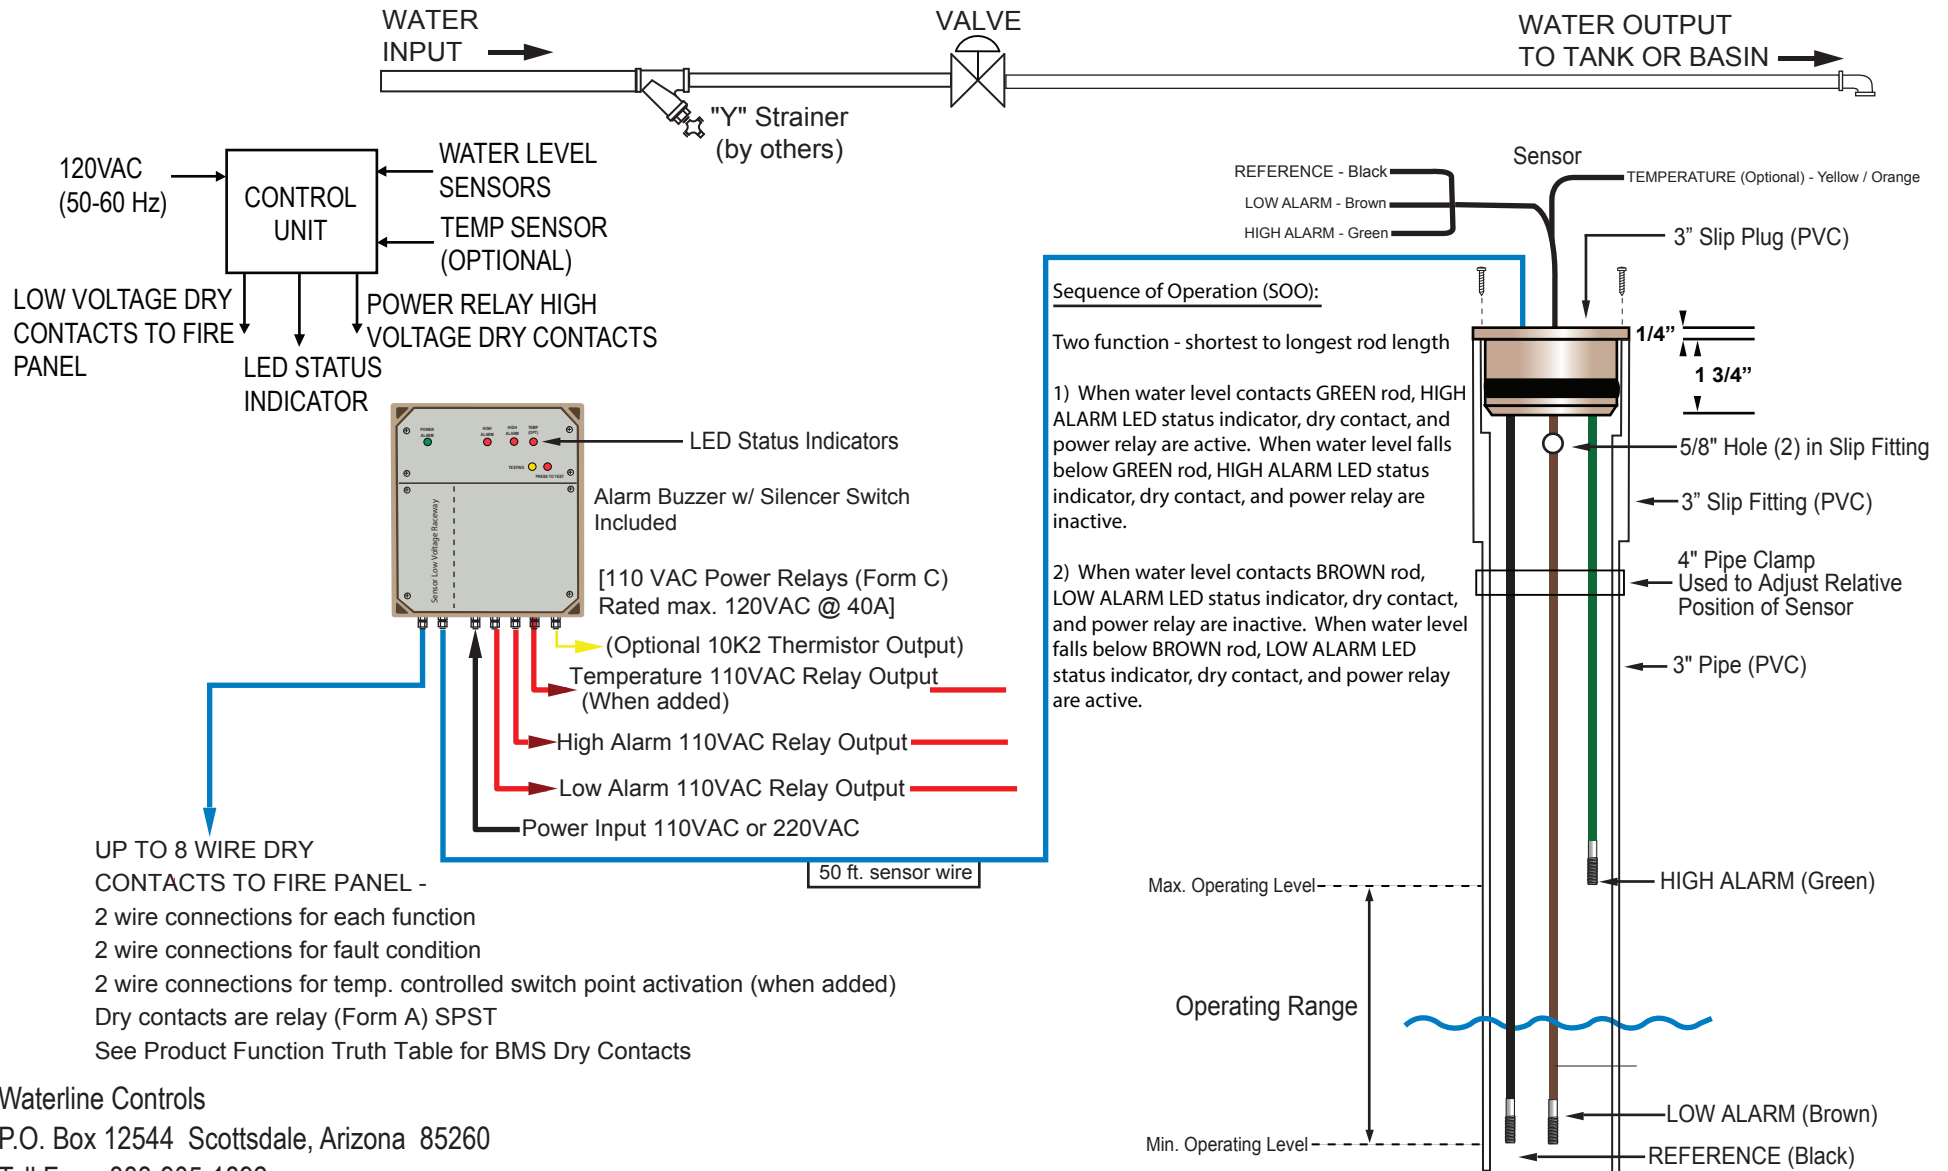 WATER
INPUT
VALVE
WATER OUTPUT
TO TANK OR BASIN
"Y" Strainer
(by others)
120VAC
(50-60 Hz)
CONTROL
UNIT
WATER LEVEL
SENSORS
TEMP SENSOR
(OPTIONAL)
LOW VOLTAGE DRY
CONTACTS TO FIRE
PANEL
LED STATUS
INDICATOR
POWER RELAY HIGH
VOLTAGE DRY CONTACTS
Sensor
REFERENCE - Black
LOW ALARM - Brown
HIGH ALARM - Green
TEMPERATURE (Optional) - Yellow / Orange
3” Slip Plug (PVC)
1/4”
1 3/4”
5/8" Hole (2) in Slip Fitting
3” Slip Fitting (PVC)
4" Pipe Clamp
Used to Adjust Relative
Position of Sensor
3" Pipe (PVC)
Sequence of Operation (SOO):
Two function - shortest to longest rod length
1) When water level contacts GREEN rod, HIGH
ALARM LED status indicator, dry contact, and
power relay are active. When water level falls
below GREEN rod, HIGH ALARM LED status
indicator, dry contact, and power relay are
inactive.
2) When water level contacts BROWN rod,
LOW ALARM LED status indicator, dry contact,
and power relay are inactive. When water level
falls below BROWN rod, LOW ALARM LED
status indicator, dry contact, and power relay
are active.
POWER
ALARM
HIGH
ALARM
HIGH
ALARM
TEMP
(OPT)
TESTING
PRESS TO TEST
Sensor Low Voltage Raceway
LED Status Indicators
Alarm Buzzer w/ Silencer Switch
Included
[110 VAC Power Relays (Form C)
Rated max. 120VAC @ 40A]
(Optional 10K2 Thermistor Output)
Temperature 110VAC Relay Output
(When added)
High Alarm 110VAC Relay Output
Low Alarm 110VAC Relay Output
Power Input 110VAC or 220VAC
50 ft. sensor wire
UP TO 8 WIRE DRY
CONTACTS TO FIRE PANEL -
2 wire connections for each function
2 wire connections for fault condition
2 wire connections for temp. controlled switch point activation (when added)
Dry contacts are relay (Form A) SPST
See Product Function Truth Table for BMS Dry Contacts
Max. Operating Level
Operating Range
Min. Operating Level
HIGH ALARM (Green)
LOW ALARM (Brown)
REFERENCE (Black)
Waterline Controls
P.O. Box 12544 Scottsdale, Arizona 85260